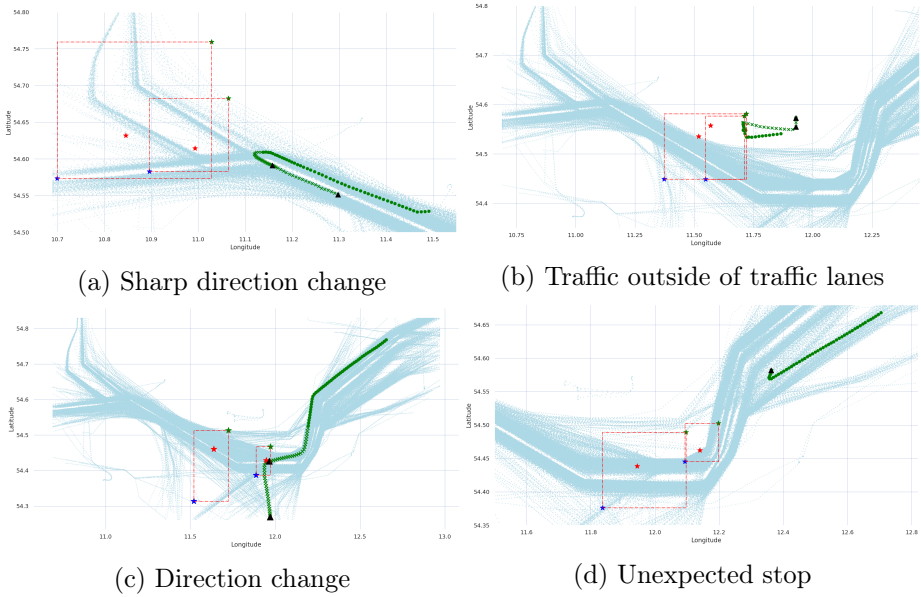 54.80
54.75
54.70
54.65
54.60
54.55
54.50
Latitude
10.7 10.8 10.9 11.0 11.1 11.2 11.3 11.4 11.5
Longitude
(a) Sharp direction change
54.8
54.7
54.6
54.5
54.4
Latitude
10.75 11.00 11.25 11.50 11.75 12.00 12.25
Longitude
(b) Traffic outside of traffic lanes
54.8
54.7
54.6
54.5
54.4
54.3
Latitude
11.0 11.5 12.0 12.5 13.0
Longitude
(c) Direction change
54.65
54.60
54.55
54.50
54.45
54.40
54.35
Latitude
11.6 11.8 12.0 12.2 12.4 12.6 12.8
Longitude
(d) Unexpected stop